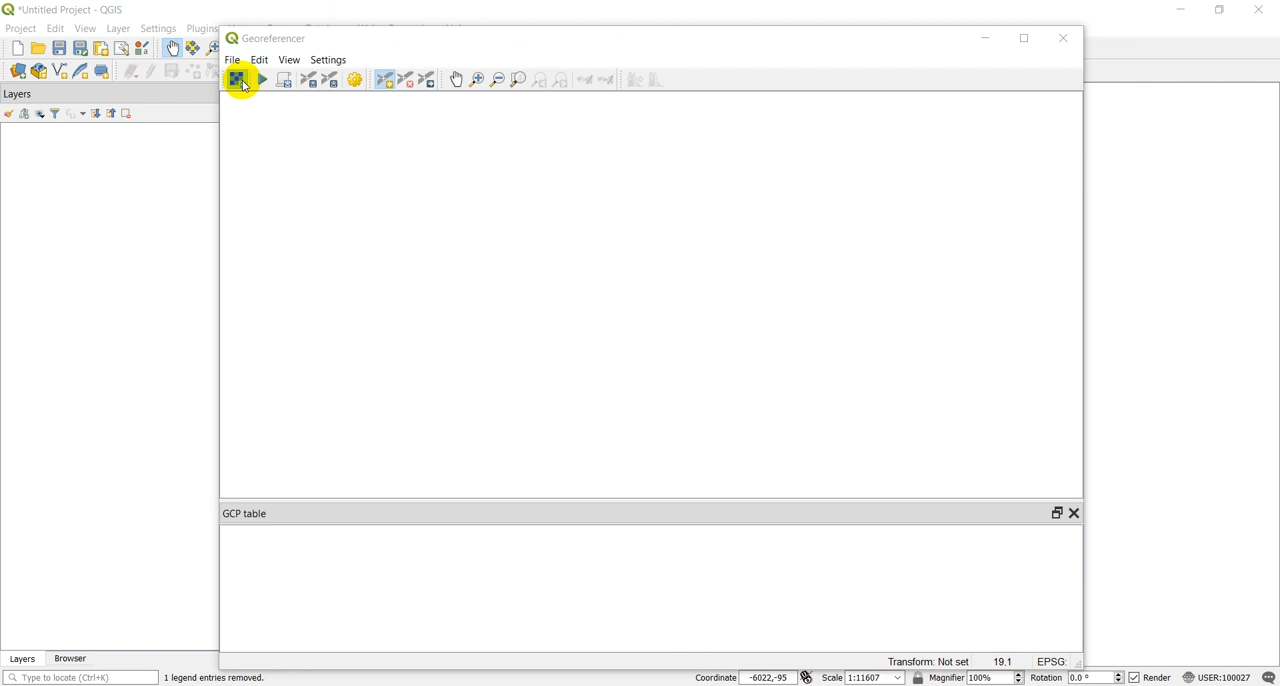 *Untitled Project - QGIS
Project Edit View Layer Settings Plugins
Georeferencer
File Edit View Settings
Layers
GCP table
Transform: Not set 19,1 EPSG:
Layers Browser
Type to locate (Ctrl+K) 1 legend entries removed. Coordinate -6022,-95 Scale 1:11607 Magnifier 100% Rotation 0.0 ° Render USER:100027